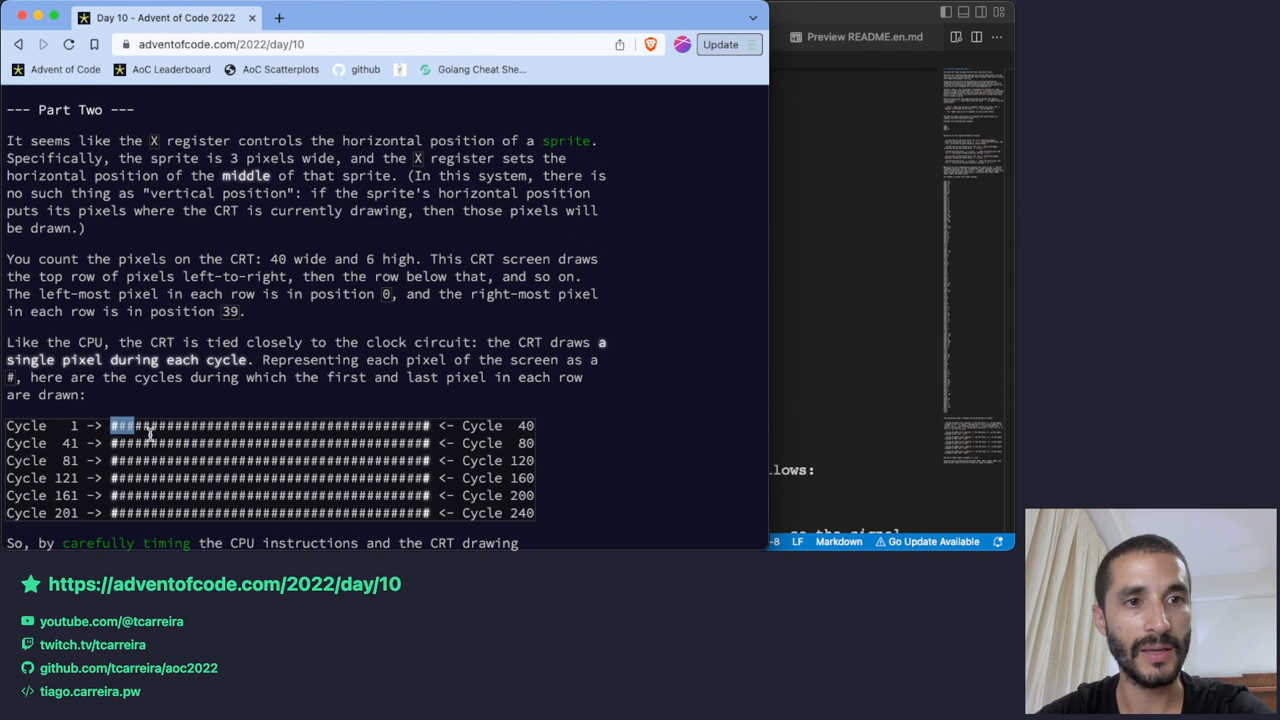 Day 10 - Advent of Code 2022
adventofcode.com/2022/day/10
Update
Advent of Code
AoC Leaderboard
AoC Scatterplots
github
Golang Cheat She...
--- Part Two ---
It seems like the X register controls the horizontal position of a sprite.
Specifically, the sprite is 3 pixels wide, and the X register sets the
horizontal position of the middle of that sprite. (In this system, there is
no such thing as "vertical position": if the sprite's horizontal position
puts its pixels where the CRT is currently drawing, then those pixels will
be drawn.)
You count the pixels on the CRT: 40 wide and 6 high. This CRT screen draws
the top row of pixels left-to-right, then the row below that, and so on.
The left-most pixel in each row is in position 0, and the right-most pixel
in each row is in position 39.
Like the CPU, the CRT is tied closely to the clock circuit: the CRT draws a
single pixel during each cycle. Representing each pixel of the screen as a
#, here are the cycles during which the first and last pixel in each row
are drawn:
Cycle   1 -> ######################################## <- Cycle  40
Cycle  41 -> ######################################## <- Cycle  80
Cycle  81 -> ######################################## <- Cycle 120
Cycle 121 -> ######################################## <- Cycle 160
Cycle 161 -> ######################################## <- Cycle 200
Cycle 201 -> ######################################## <- Cycle 240
So, by carefully timing the CPU instructions and the CRT drawing
Preview README.en.md
llows:
the signal
-8 LF Markdown Go Update Available
https://adventofcode.com/2022/day/10
youtube.com/@tcarreira
twitch.tv/tcarreira
github.com/tcarreira/aoc2022
tiago.carreira.pw